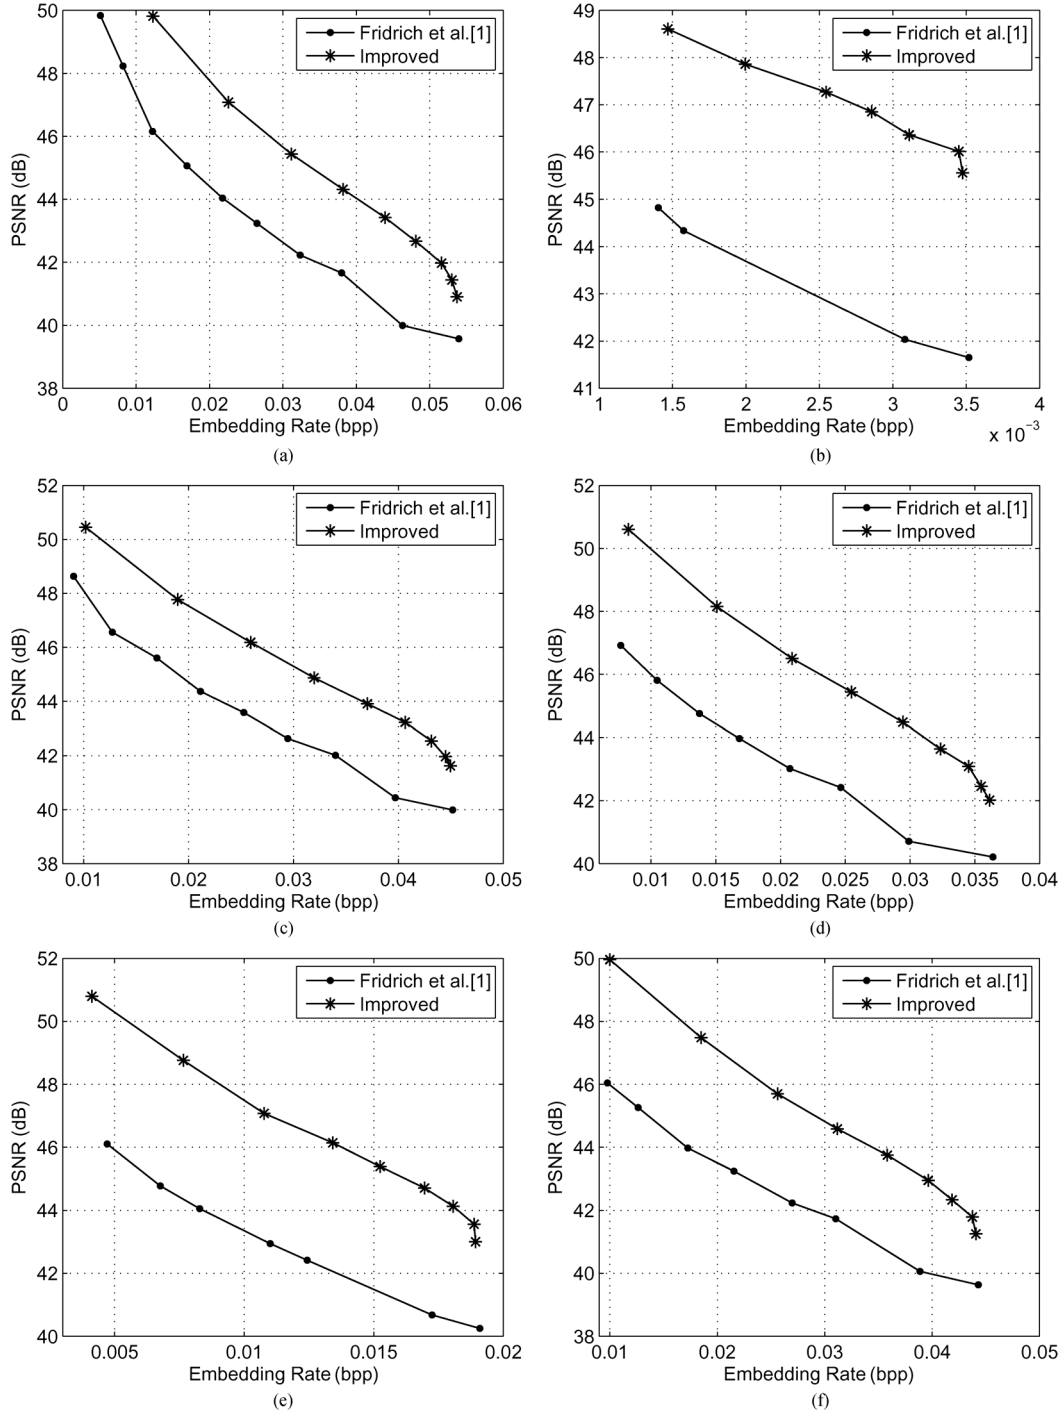 50
48
46
44
42
40
38
PSNR (dB)
Fridrich et al.[1]
Improved
0 0.01 0.02 0.03 0.04 0.05 0.06
Embedding Rate (bpp)
(a)
49
48
47
46
45
44
43
42
41
PSNR (dB)
Fridrich et al.[1]
Improved
1 1.5 2 2.5 3 3.5 4
Embedding Rate (bpp)
x 10⁻³
(b)
52
50
48
46
44
42
40
38
PSNR (dB)
Fridrich et al.[1]
Improved
0.01 0.02 0.03 0.04 0.05
Embedding Rate (bpp)
(c)
52
50
48
46
44
42
40
PSNR (dB)
Fridrich et al.[1]
Improved
0.01 0.015 0.02 0.025 0.03 0.035 0.04
Embedding Rate (bpp)
(d)
52
50
48
46
44
42
40
PSNR (dB)
Fridrich et al.[1]
Improved
0.005 0.01 0.015 0.02
Embedding Rate (bpp)
(e)
50
48
46
44
42
40
38
PSNR (dB)
Fridrich et al.[1]
Improved
0.01 0.02 0.03 0.04 0.05
Embedding Rate (bpp)
(f)